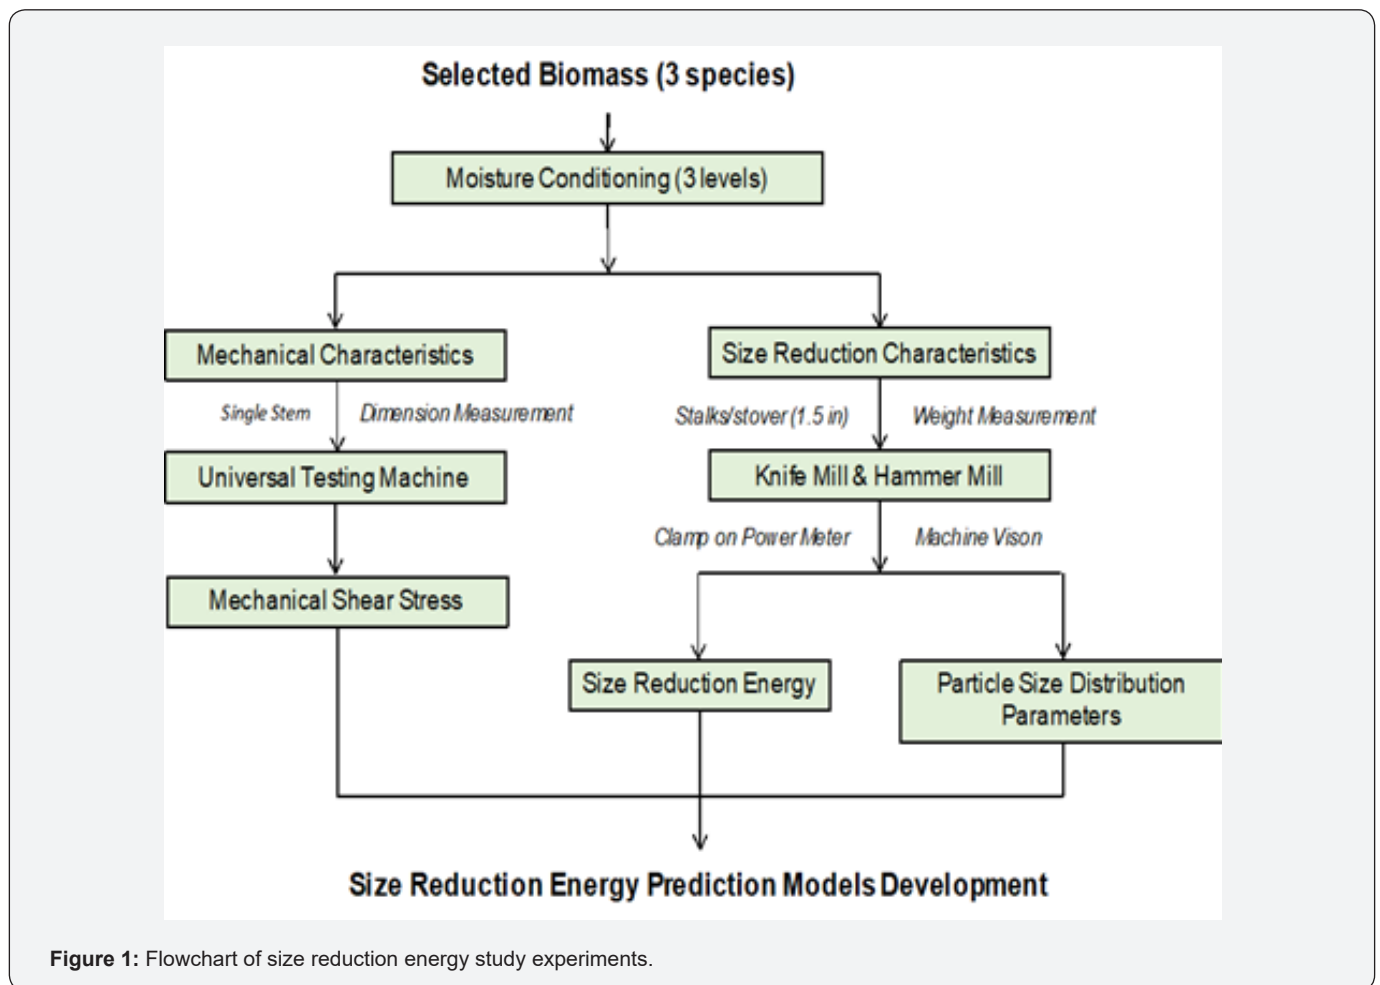 Selected Biomass (3 species)
Moisture Conditioning (3 levels)
Mechanical Characteristics
Size Reduction Characteristics
Single Stem
Dimension Measurement
Stalks/stover (1.5 in)
Weight Measurement
Universal Testing Machine
Knife Mill & Hammer Mill
Clamp on Power Meter
Machine Vison
Mechanical Shear Stress
Size Reduction Energy
Particle Size Distribution
Parameters
Size Reduction Energy Prediction Models Development
Figure 1: Flowchart of size reduction energy study experiments.